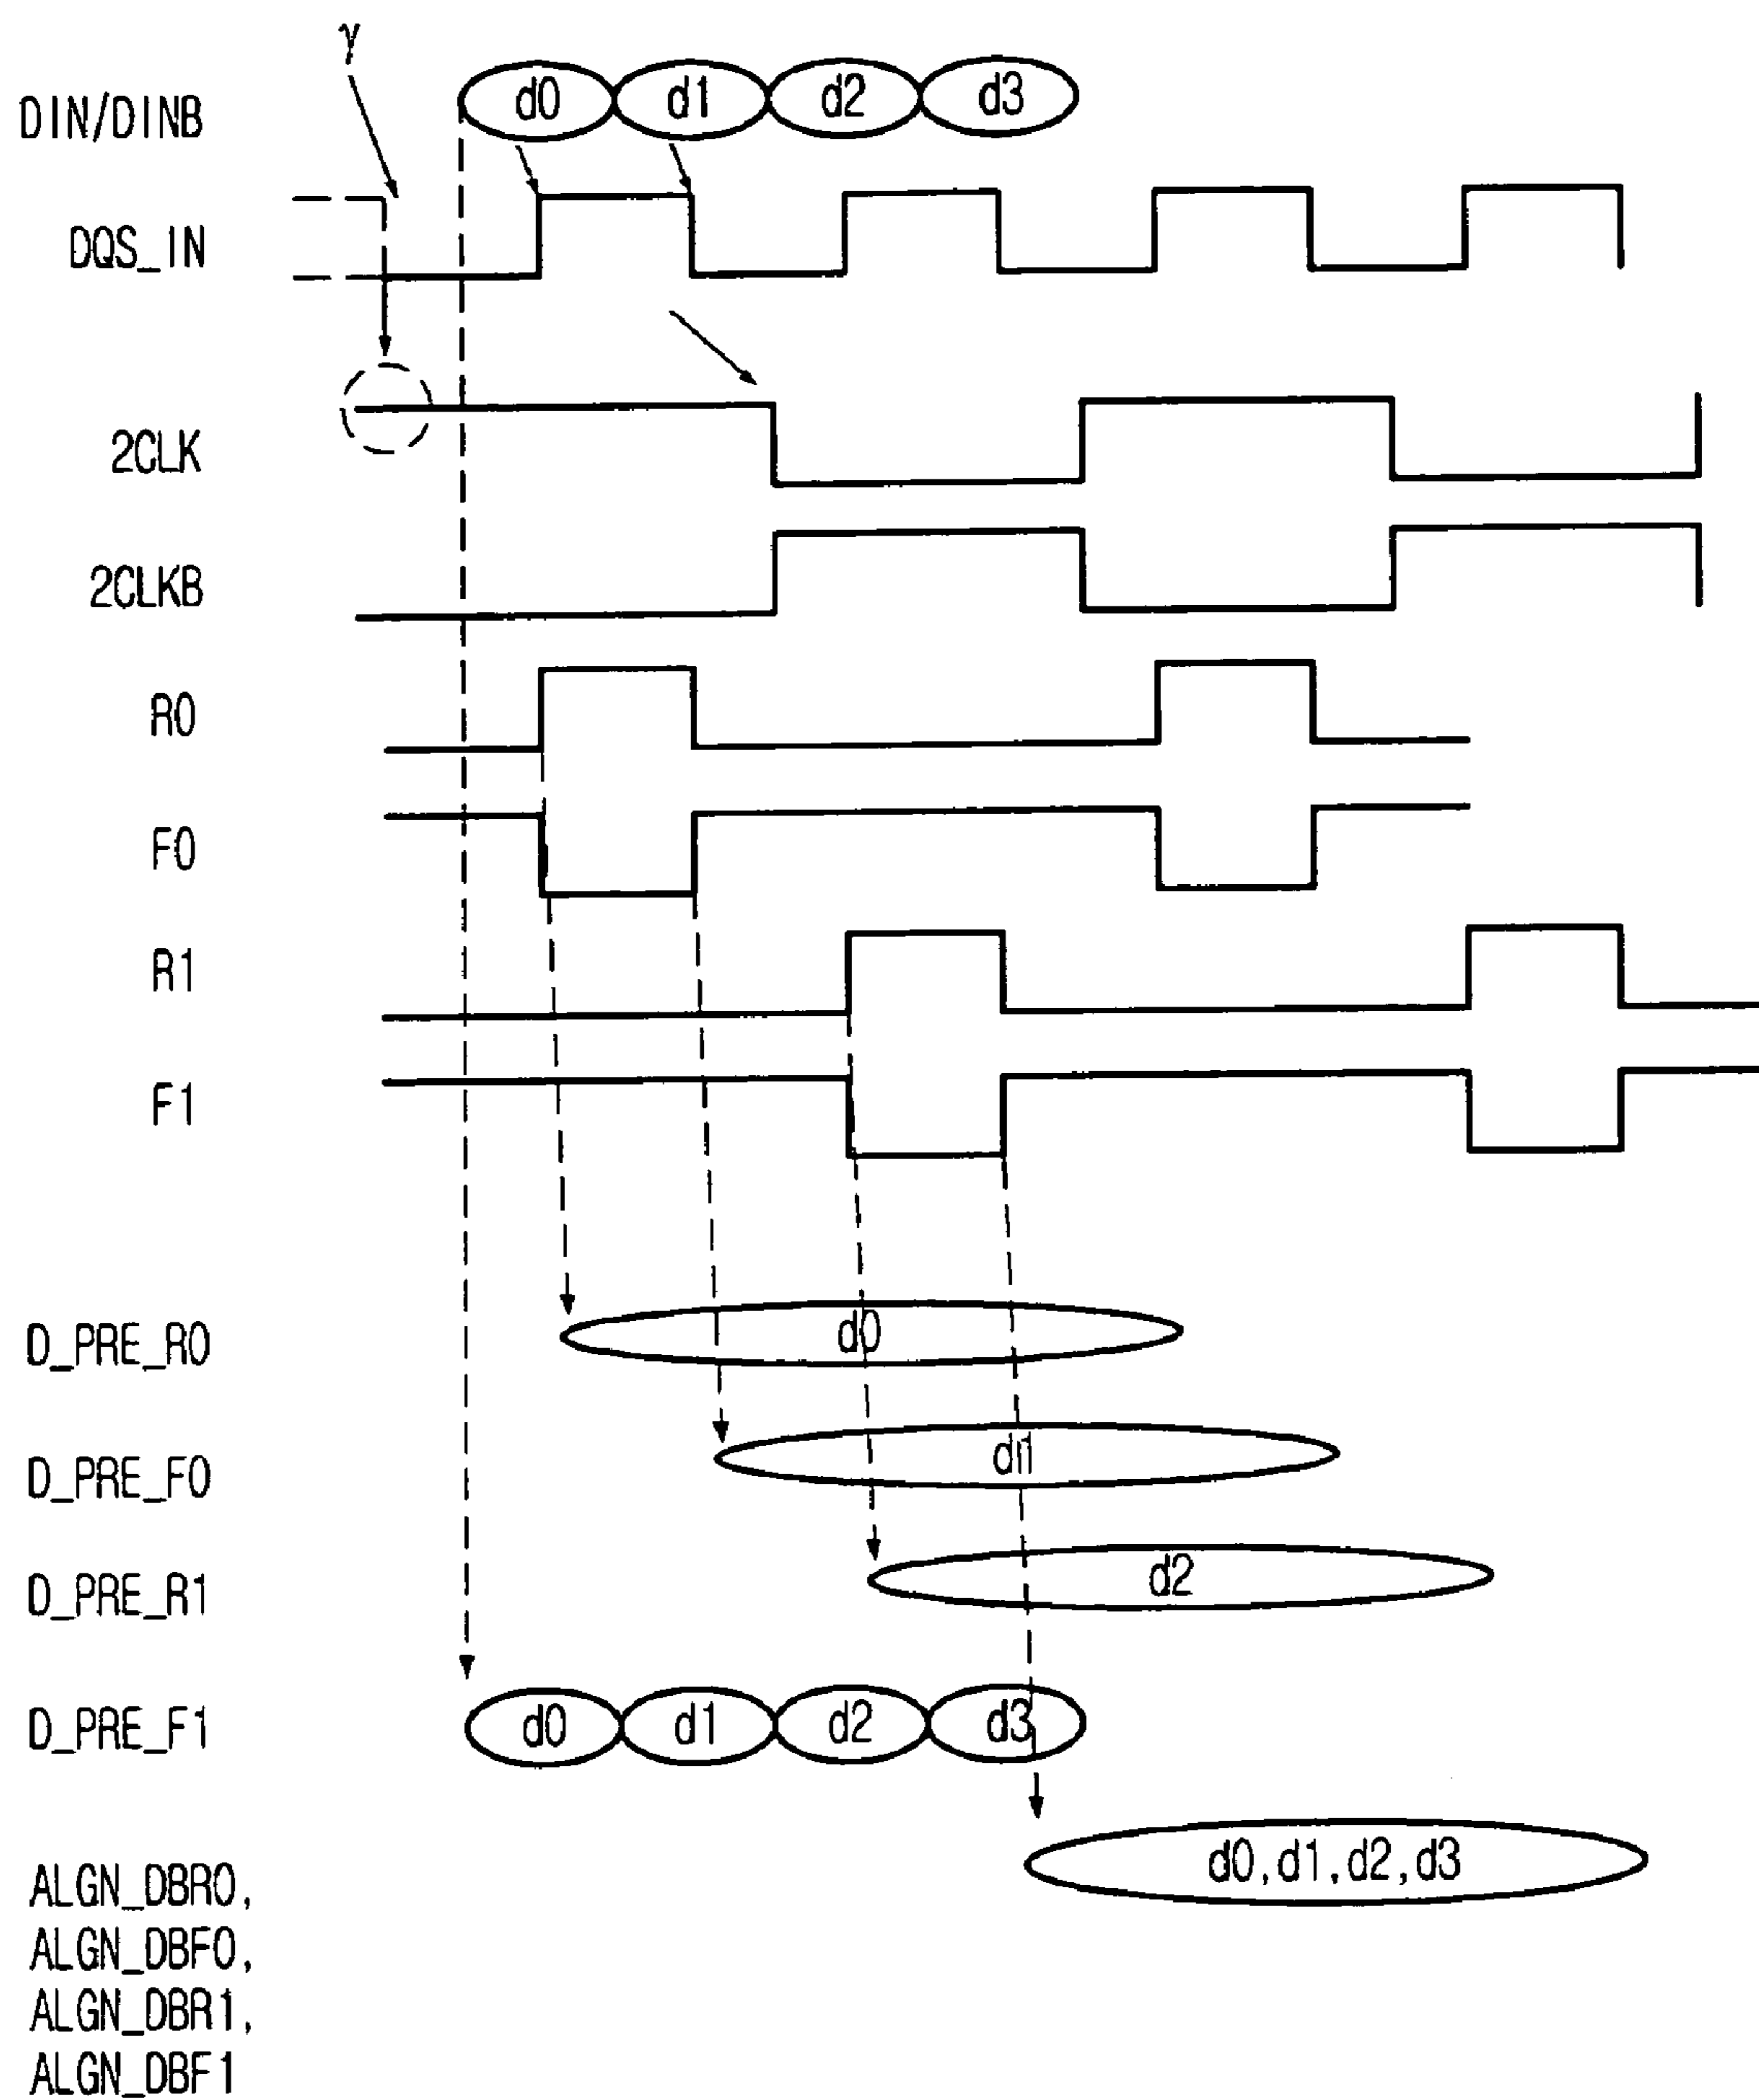 γ
DIN/DINB d0 d1 d2 d3
DQS_IN
2CLK
2CLKB
R0
F0
R1
F1
D_PRE_R0 d0
D_PRE_F0 d1
D_PRE_R1 d2
D_PRE_F1 d0 d1 d2 d3
d0,d1,d2,d3
ALGN_DBR0,
ALGN_DBF0,
ALGN_DBR1,
ALGN_DBF1